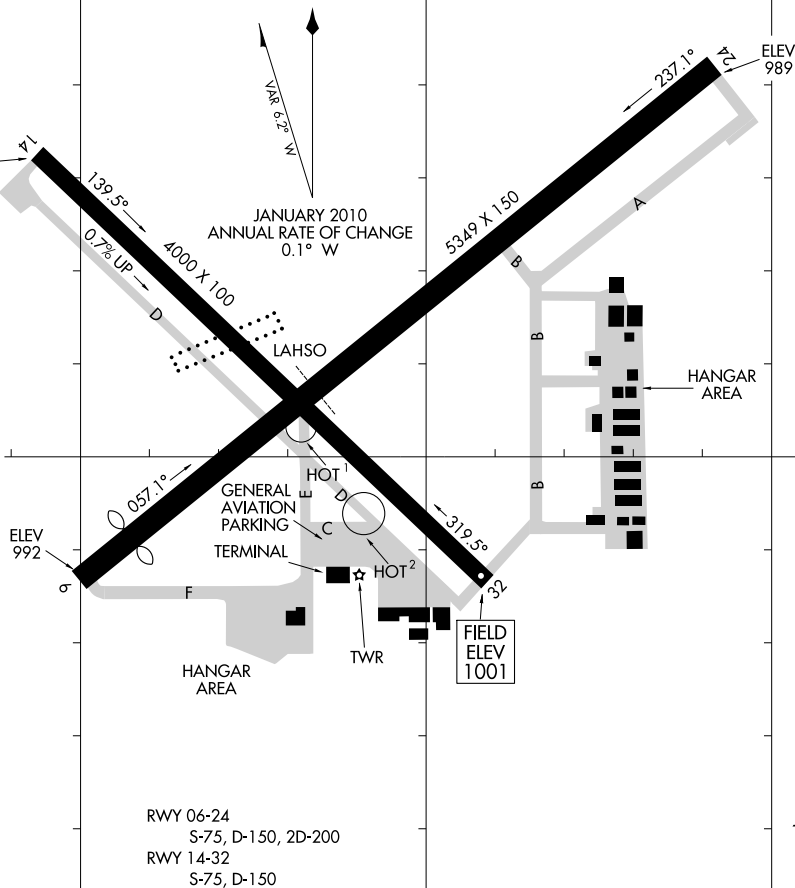 24
ELEV
989
237.1°
VAR 6.2° W
14
139.5°
JANUARY 2010
ANNUAL RATE OF CHANGE
0.1° W
5349 X 150
A
0.7% UP
4000 X 100
B
D
LAHSO
B
HANGAR
AREA
HOT 1
057.1°
GENERAL
AVIATION
PARKING
E
D
B
C
319.5°
ELEV
992
TERMINAL
HOT 2
6
F
32
TWR
FIELD
ELEV
1001
HANGAR
AREA
RWY 06-24
S-75, D-150, 2D-200
RWY 14-32
S-75, D-150